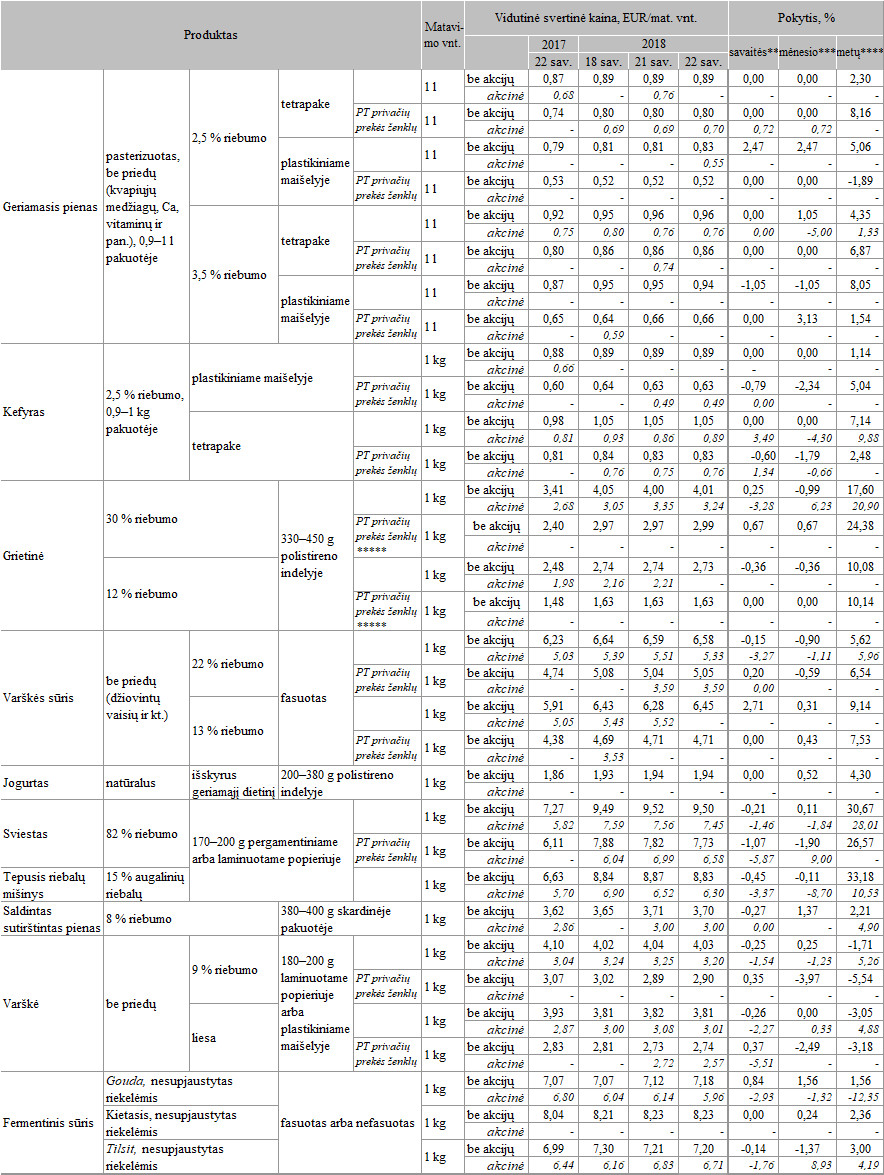 Produktas Matavi- Vidutinė svertinė kaina, EUR/mat. vnt. Pokytis, %
mo vnt. 2017 2018 savaitės** mėnesio*** metų****
22 sav. 18 sav. 21 sav. 22 sav.
Geriamasis pienas
pasterizuotas,
be priedų
(kvapiųjų
medžiagų, Ca,
vitaminų ir
pan.), 0,9–1 l
pakuotėje
2,5 % riebumo
tetrapake
1 l be akcijų 0,87 0,89 0,89 0,89 0,00 0,00 2,30
akcinė 0,68 - 0,76 - - - -
PT privačių
prekės ženklų
1 l be akcijų 0,74 0,80 0,80 0,80 0,00 0,00 8,16
akcinė - 0,69 0,69 0,70 0,72 0,72 -
plastikiniame
maišelyje
1 l be akcijų 0,79 0,81 0,81 0,83 2,47 2,47 5,06
akcinė - - - 0,55 - - -
PT privačių
prekės ženklų
1 l be akcijų 0,53 0,52 0,52 0,52 0,00 0,00 -1,89
akcinė - - - - - - -
3,5 % riebumo
tetrapake
1 l be akcijų 0,92 0,95 0,96 0,96 0,00 1,05 4,35
akcinė 0,75 0,80 0,76 0,76 0,00 -5,00 1,33
PT privačių
prekės ženklų
1 l be akcijų 0,80 0,86 0,86 0,86 0,00 0,00 6,87
akcinė - - 0,74 - - - -
plastikiniame
maišelyje
1 l be akcijų 0,87 0,95 0,95 0,94 -1,05 -1,05 8,05
akcinė - - - - - - -
PT privačių
prekės ženklų
1 l be akcijų 0,65 0,64 0,66 0,66 0,00 3,13 1,54
akcinė - 0,59 - - - - -
Kefyras
2,5 % riebumo,
0,9–1 kg
pakuotėje
plastikiniame maišelyje
1 kg be akcijų 0,88 0,89 0,89 0,89 0,00 0,00 1,14
akcinė 0,66 - - - - - -
PT privačių
prekės ženklų
1 kg be akcijų 0,60 0,64 0,63 0,63 -0,79 -2,34 5,04
akcinė - - 0,49 0,49 0,00 - -
tetrapake
1 kg be akcijų 0,98 1,05 1,05 1,05 0,00 0,00 7,14
akcinė 0,81 0,93 0,86 0,89 3,49 -4,30 9,88
PT privačių
prekės ženklų
1 kg be akcijų 0,81 0,84 0,83 0,83 -0,60 -1,79 2,48
akcinė - 0,76 0,75 0,76 1,34 -0,66 -
Grietinė
30 % riebumo
330–450 g
polistireno
indelyje
1 kg be akcijų 3,41 4,05 4,00 4,01 0,25 -0,99 17,60
akcinė 2,68 3,05 3,35 3,24 -3,28 6,23 20,90
PT privačių
prekės ženklų
*****
1 kg be akcijų 2,40 2,97 2,97 2,99 0,67 0,67 24,38
akcinė - - - - - - -
12 % riebumo
1 kg be akcijų 2,48 2,74 2,74 2,73 -0,36 -0,36 10,08
akcinė 1,98 2,16 2,21 - - - -
PT privačių
prekės ženklų
*****
1 kg be akcijų 1,48 1,63 1,63 1,63 0,00 0,00 10,14
akcinė - - - - - - -
Varškės sūris
be priedų
(džiovintų
vaisių ir kt.)
22 % riebumo
fasuotas
1 kg be akcijų 6,23 6,64 6,59 6,58 -0,15 -0,90 5,62
akcinė 5,03 5,39 5,51 5,33 -3,27 -1,11 5,96
PT privačių
prekės ženklų
1 kg be akcijų 4,74 5,08 5,04 5,05 0,20 -0,59 6,54
akcinė - - 3,59 3,59 0,00 - -
13 % riebumo
1 kg be akcijų 5,91 6,43 6,28 6,45 2,71 0,31 9,14
akcinė 5,05 5,43 5,52 - - - -
PT privačių
prekės ženklų
1 kg be akcijų 4,38 4,69 4,71 4,71 0,00 0,43 7,53
akcinė - 3,53 - - - - -
Jogurtas
natūralus
išskyrus
geriamąjį dietinį
200–380 g polistireno
indelyje
1 kg be akcijų 1,86 1,93 1,94 1,94 0,00 0,52 4,30
akcinė - - - - - - -
Sviestas
82 % riebumo
170–200 g pergamentiniame
arba laminuotame popieriuje
1 kg be akcijų 7,27 9,49 9,52 9,50 -0,21 0,11 30,67
akcinė 5,82 7,59 7,56 7,45 -1,46 -1,84 28,01
PT privačių
prekės ženklų
1 kg be akcijų 6,11 7,88 7,82 7,73 -1,07 -1,90 26,57
akcinė - 6,04 6,99 6,58 -5,87 9,00 -
Tepusis riebalų
mišinys
15 % augalinių
riebalų
1 kg be akcijų 6,63 8,84 8,87 8,83 -0,45 -0,11 33,18
akcinė 5,70 6,90 6,52 6,30 -3,37 -8,70 10,53
Saldintas
sutirštintas pienas
8 % riebumo
380–400 g skardinėje
pakuotėje
1 kg be akcijų 3,62 3,65 3,71 3,70 -0,27 1,37 2,21
akcinė 2,86 - 3,00 3,00 0,00 - 4,90
Varškė
be priedų
9 % riebumo
180–200 g
laminuotame
popieriuje
arba
plastikiniame
maišelyje
1 kg be akcijų 4,10 4,02 4,04 4,03 -0,25 0,25 -1,71
akcinė 3,04 3,24 3,25 3,20 -1,54 -1,23 5,26
PT privačių
prekės ženklų
1 kg be akcijų 3,07 3,02 2,89 2,90 0,35 -3,97 -5,54
akcinė - - - - - - -
liesa
1 kg be akcijų 3,93 3,81 3,82 3,81 -0,26 0,00 -3,05
akcinė 2,87 3,00 3,08 3,01 -2,27 0,33 4,88
PT privačių
prekės ženklų
1 kg be akcijų 2,83 2,81 2,73 2,74 0,37 -2,49 -3,18
akcinė - - 2,72 2,57 -5,51 - -
Fermentinis sūris
Gouda, nesupjaustytas
riekelėmis
fasuotas arba nefasuotas
1 kg be akcijų 7,07 7,07 7,12 7,18 0,84 1,56 1,56
akcinė 6,80 6,04 6,14 5,96 -2,93 -1,32 -12,35
Kietasis, nesupjaustytas
riekelėmis
1 kg be akcijų 8,04 8,21 8,23 8,23 0,00 0,24 2,36
akcinė - - - - - - -
Tilsit, nesupjaustytas
riekelėmis
1 kg be akcijų 6,99 7,30 7,21 7,20 -0,14 -1,37 3,00
akcinė 6,44 6,16 6,83 6,71 -1,76 8,93 4,19